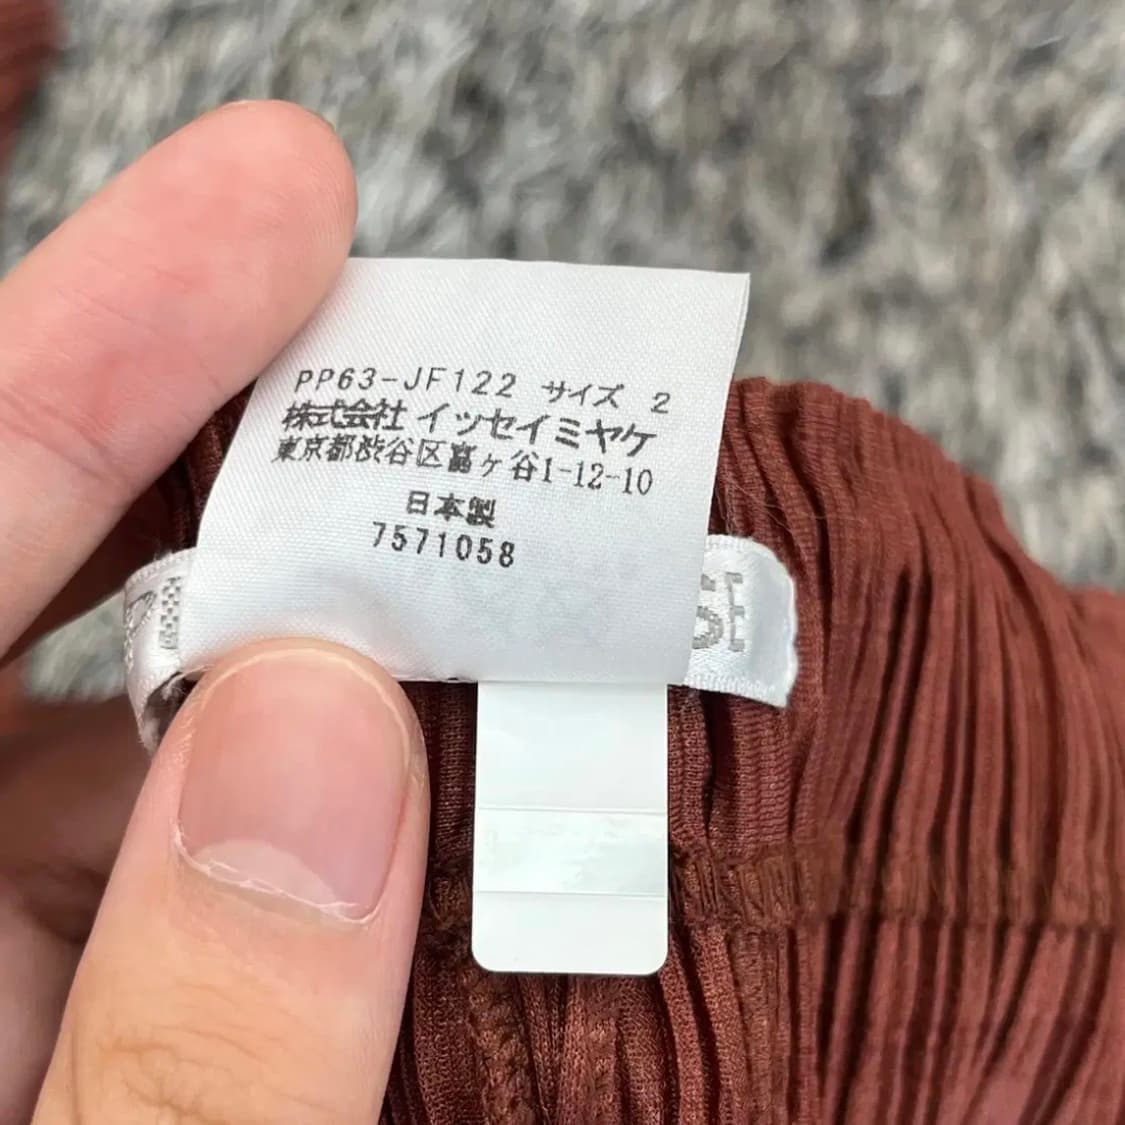 PP63-JF122 サイズ 2
株式会社 イッセイミヤケ
東京都渋谷区富ヶ谷1-12-10
日本製
7571058
SE